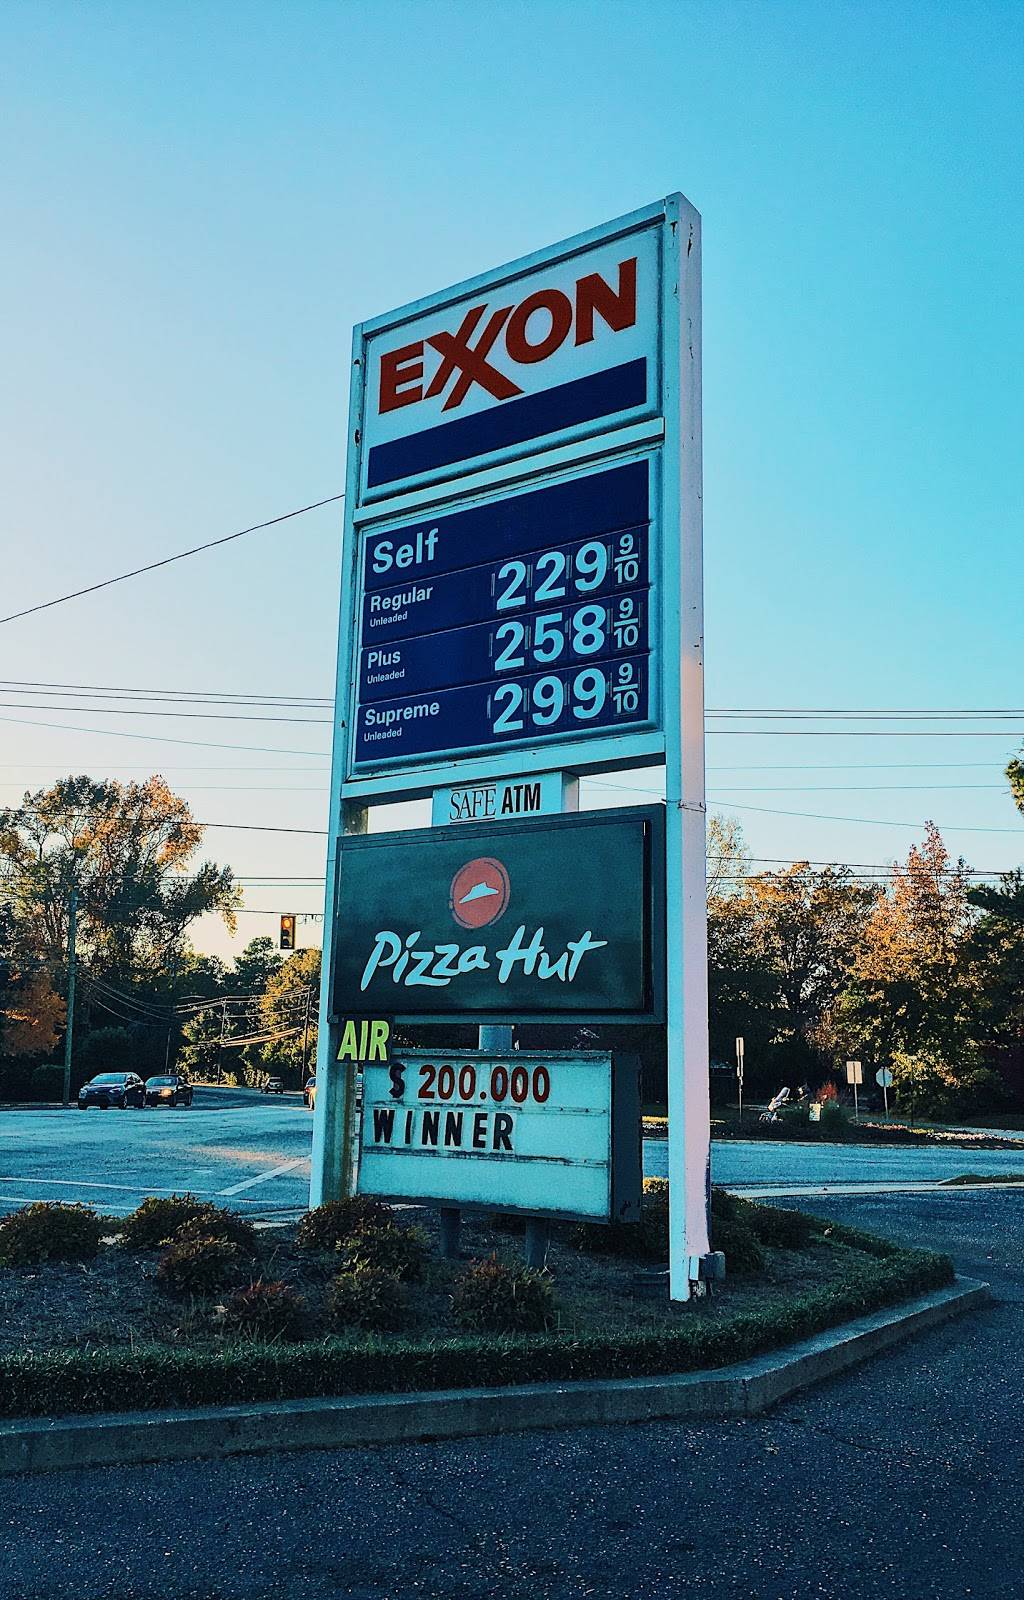 EXXON
Self
Regular 229 9/10
Unleaded
Plus 258 9/10
Unleaded
Supreme 299 9/10
Unleaded
SAFE ATM
Pizza Hut
AIR
$ 200.000
WINNER